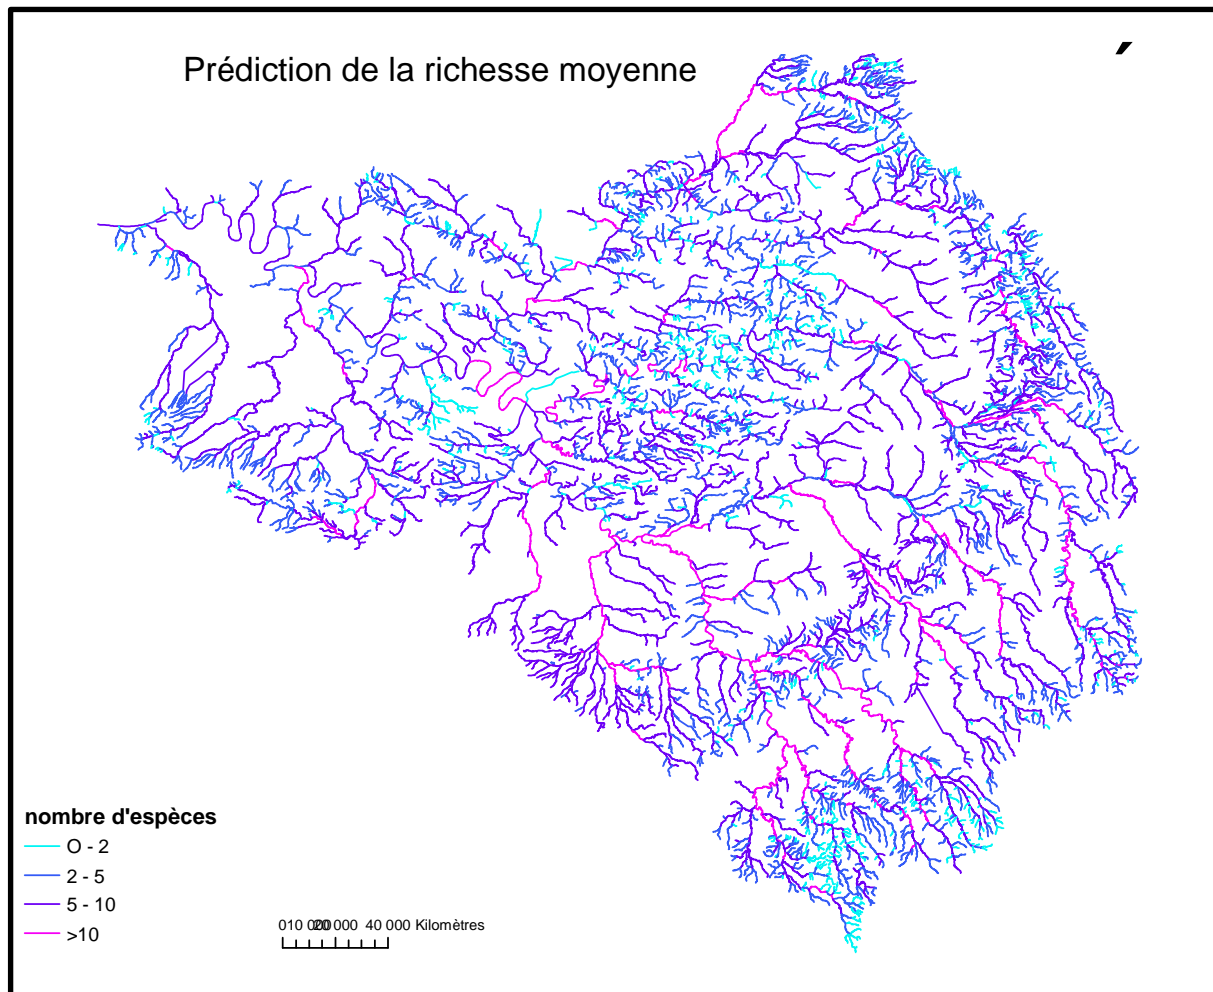 Prédiction de la richesse moyenne
nombre d'espèces
O - 2
2 - 5
5 - 10
>10
40 000 Kilomètres